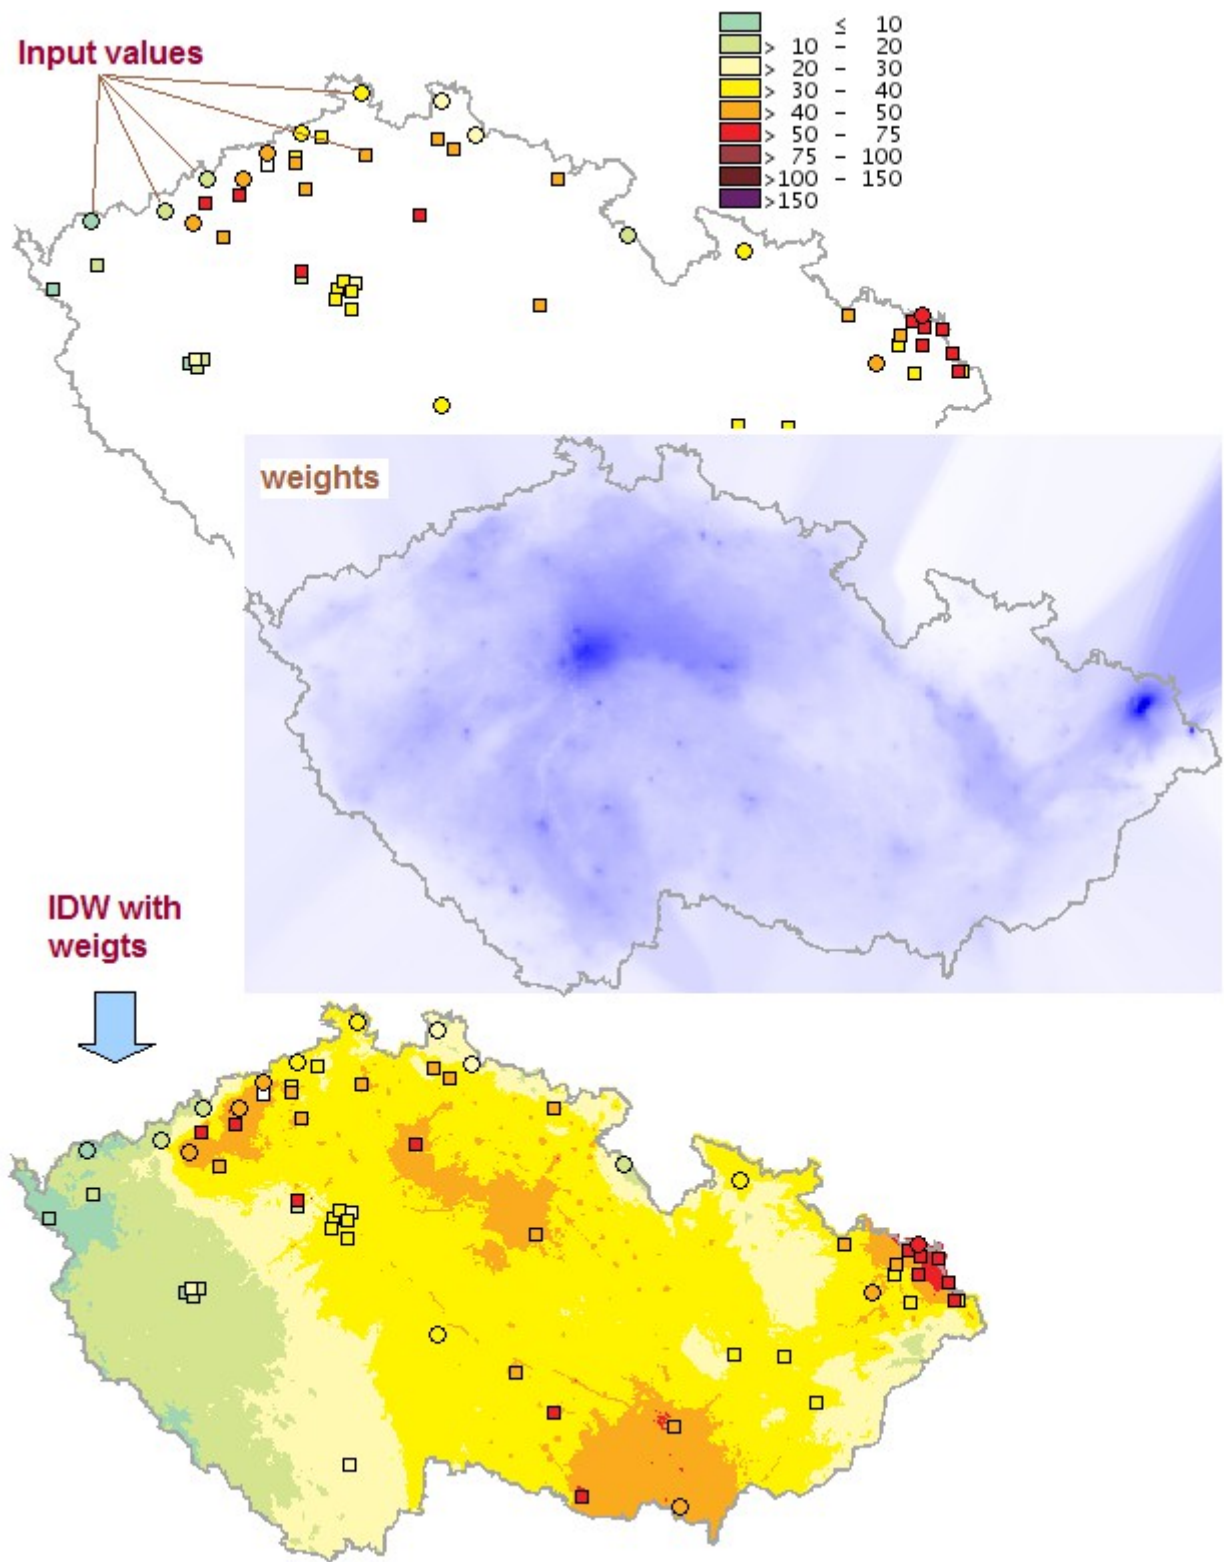 Input values
≤ 10
> 10 – 20
> 20 – 30
> 30 – 40
> 40 – 50
> 50 – 75
> 75 – 100
>100 – 150
>150
weights
IDW with
weigts